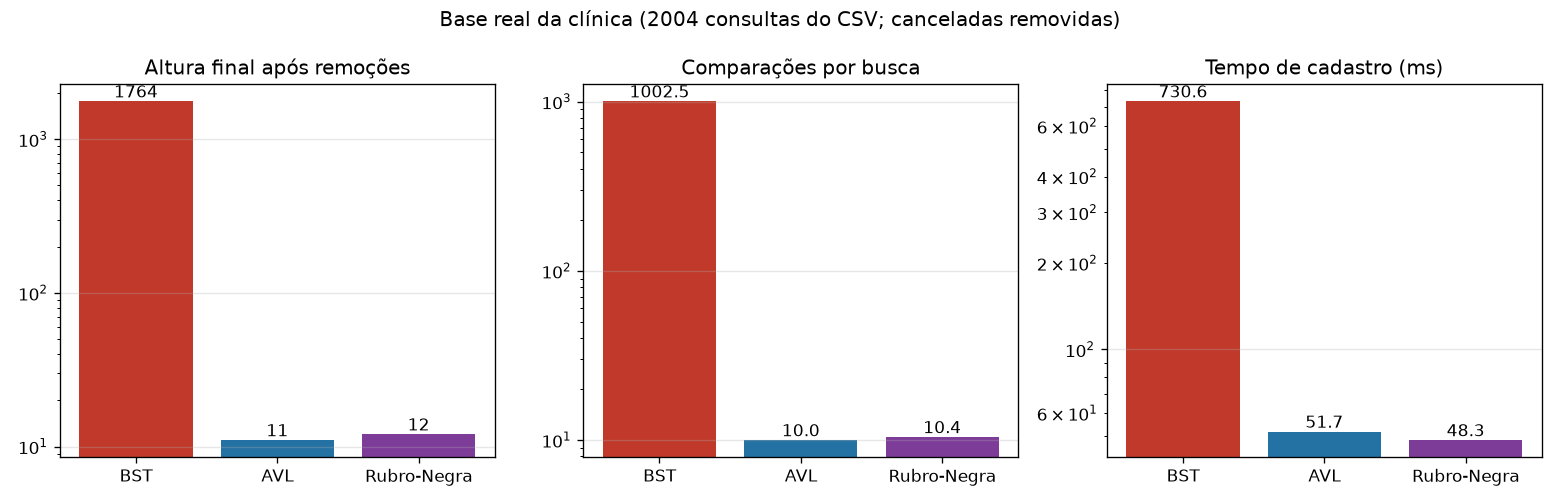 Base real da clínica (2004 consultas do CSV; canceladas removidas)
Altura final após remoções
1764
11
12
10³
10²
10¹
BST
AVL
Rubro-Negra
Comparações por busca
1002.5
10.0
10.4
10³
10²
10¹
BST
AVL
Rubro-Negra
Tempo de cadastro (ms)
730.6
51.7
48.3
6 × 10²
4 × 10²
3 × 10²
2 × 10²
10²
6 × 10¹
BST
AVL
Rubro-Negra